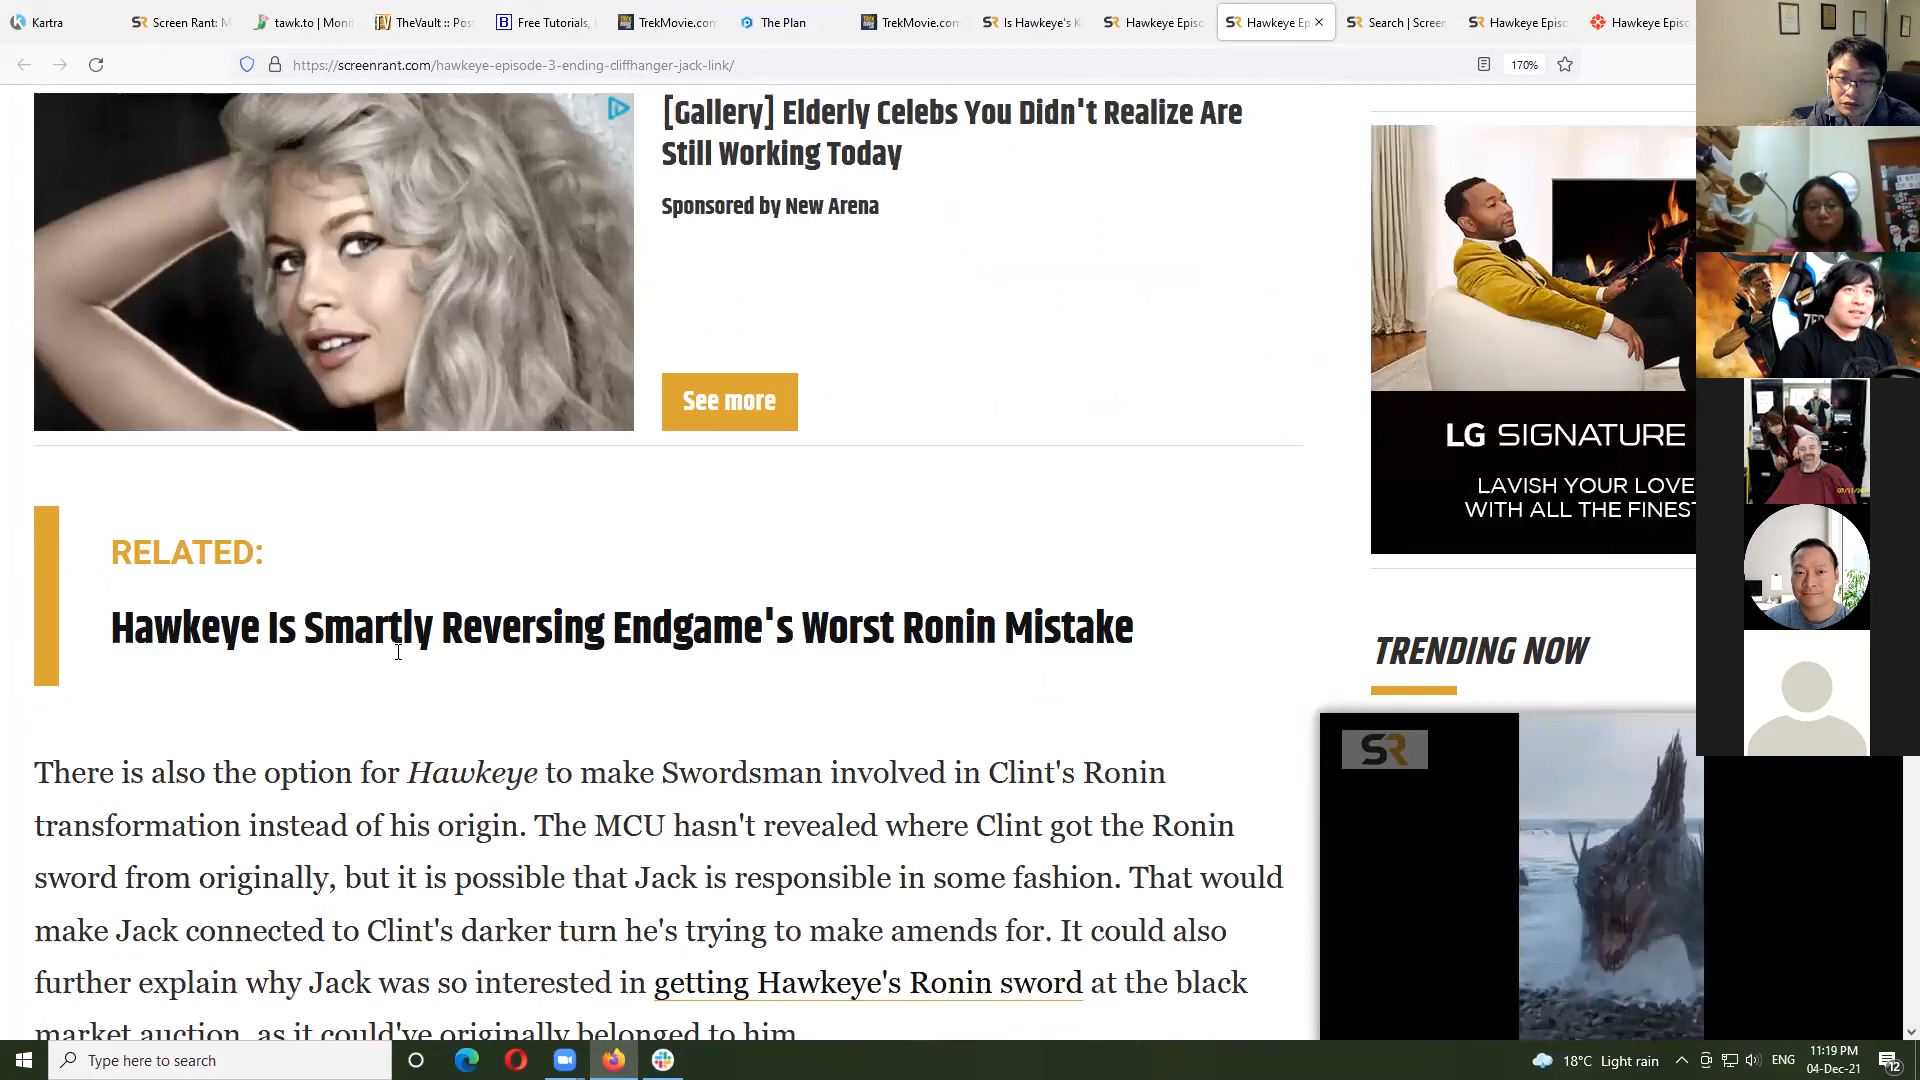 Kartra
Screen Rant: M
tawk.to | Moni
TheVault :: Pos
Free Tutorials,
TrekMovie.com
The Plan
TrekMovie.com
Is Hawkeye's K
Hawkeye Episo
Hawkeye Ep
Search | Screen
Hawkeye Episo
Hawkeye Episo
https://screenrant.com/hawkeye-episode-3-ending-cliffhanger-jack-link/
170%
[Gallery] Elderly Celebs You Didn't Realize Are
Still Working Today
Sponsored by New Arena
See more
LG SIGNATURE
LAVISH YOUR LOVE
WITH ALL THE FINEST
RELATED:
Hawkeye Is Smartly Reversing Endgame's Worst Ronin Mistake
TRENDING NOW
SR
There is also the option for Hawkeye to make Swordsman involved in Clint's Ronin
transformation instead of his origin. The MCU hasn't revealed where Clint got the Ronin
sword from originally, but it is possible that Jack is responsible in some fashion. That would
make Jack connected to Clint's darker turn he's trying to make amends for. It could also
further explain why Jack was so interested in getting Hawkeye's Ronin sword at the black
market auction, as it could've originally belonged to him.
Type here to search
18°C Light rain
ENG
11:19 PM
04-Dec-21
12